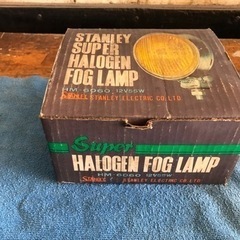 STANLEY
SUPER
HALOGEN
FOG LAMP
HM-6060 12V55W
STANLEY ELECTRIC CO.LTD.
Super
HALOGEN FOG LAMP
HM-6060 12V55W
STANLEY ELECTRIC CO.LTD.